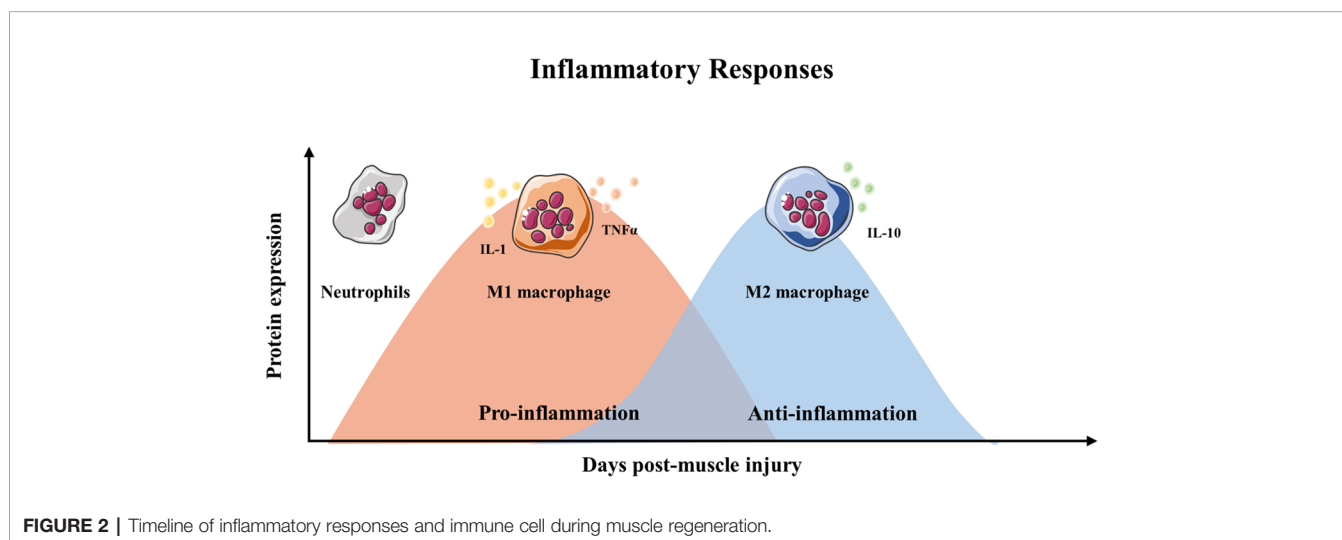 Inflammatory Responses
Protein expression
IL-1
TNFα
IL-10
Neutrophils
M1 macrophage
M2 macrophage
Pro-inflammation
Anti-inflammation
Days post-muscle injury
FIGURE 2 | Timeline of inflammatory responses and immune cell during muscle regeneration.